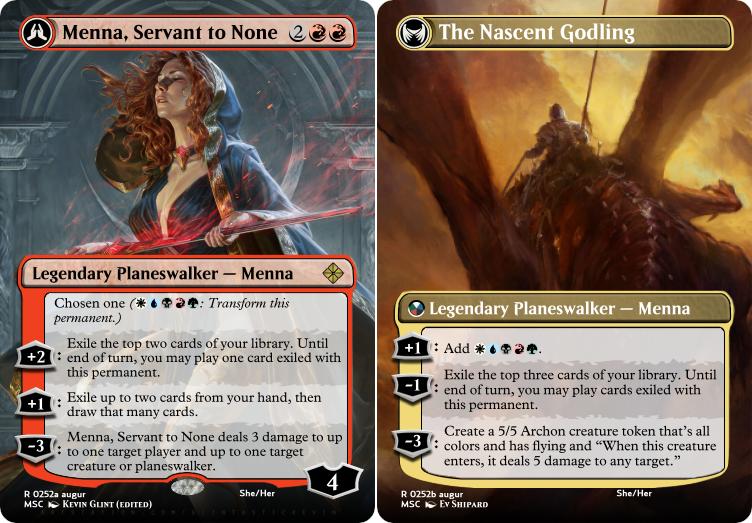 Menna, Servant to None 2
Legendary Planeswalker — Menna
Chosen one (: Transform this
permanent.)
+2: Exile the top two cards of your library. Until
end of turn, you may play one card exiled with
this permanent.
+1: Exile up to two cards from your hand, then
draw that many cards.
-3: Menna, Servant to None deals 3 damage to up
to one target player and up to one target
creature or planeswalker.
4
R 0252a augur
She/Her
MSC Kevin Glint (edited)
The Nascent Godling
Legendary Planeswalker — Menna
+1: Add .
-1: Exile the top three cards of your library. Until
end of turn, you may play cards exiled with
this permanent.
-3: Create a 5/5 Archon creature token that's all
colors and has flying and “When this creature
enters, it deals 5 damage to any target.”
R 0252b augur
She/Her
MSC Ev Shipard